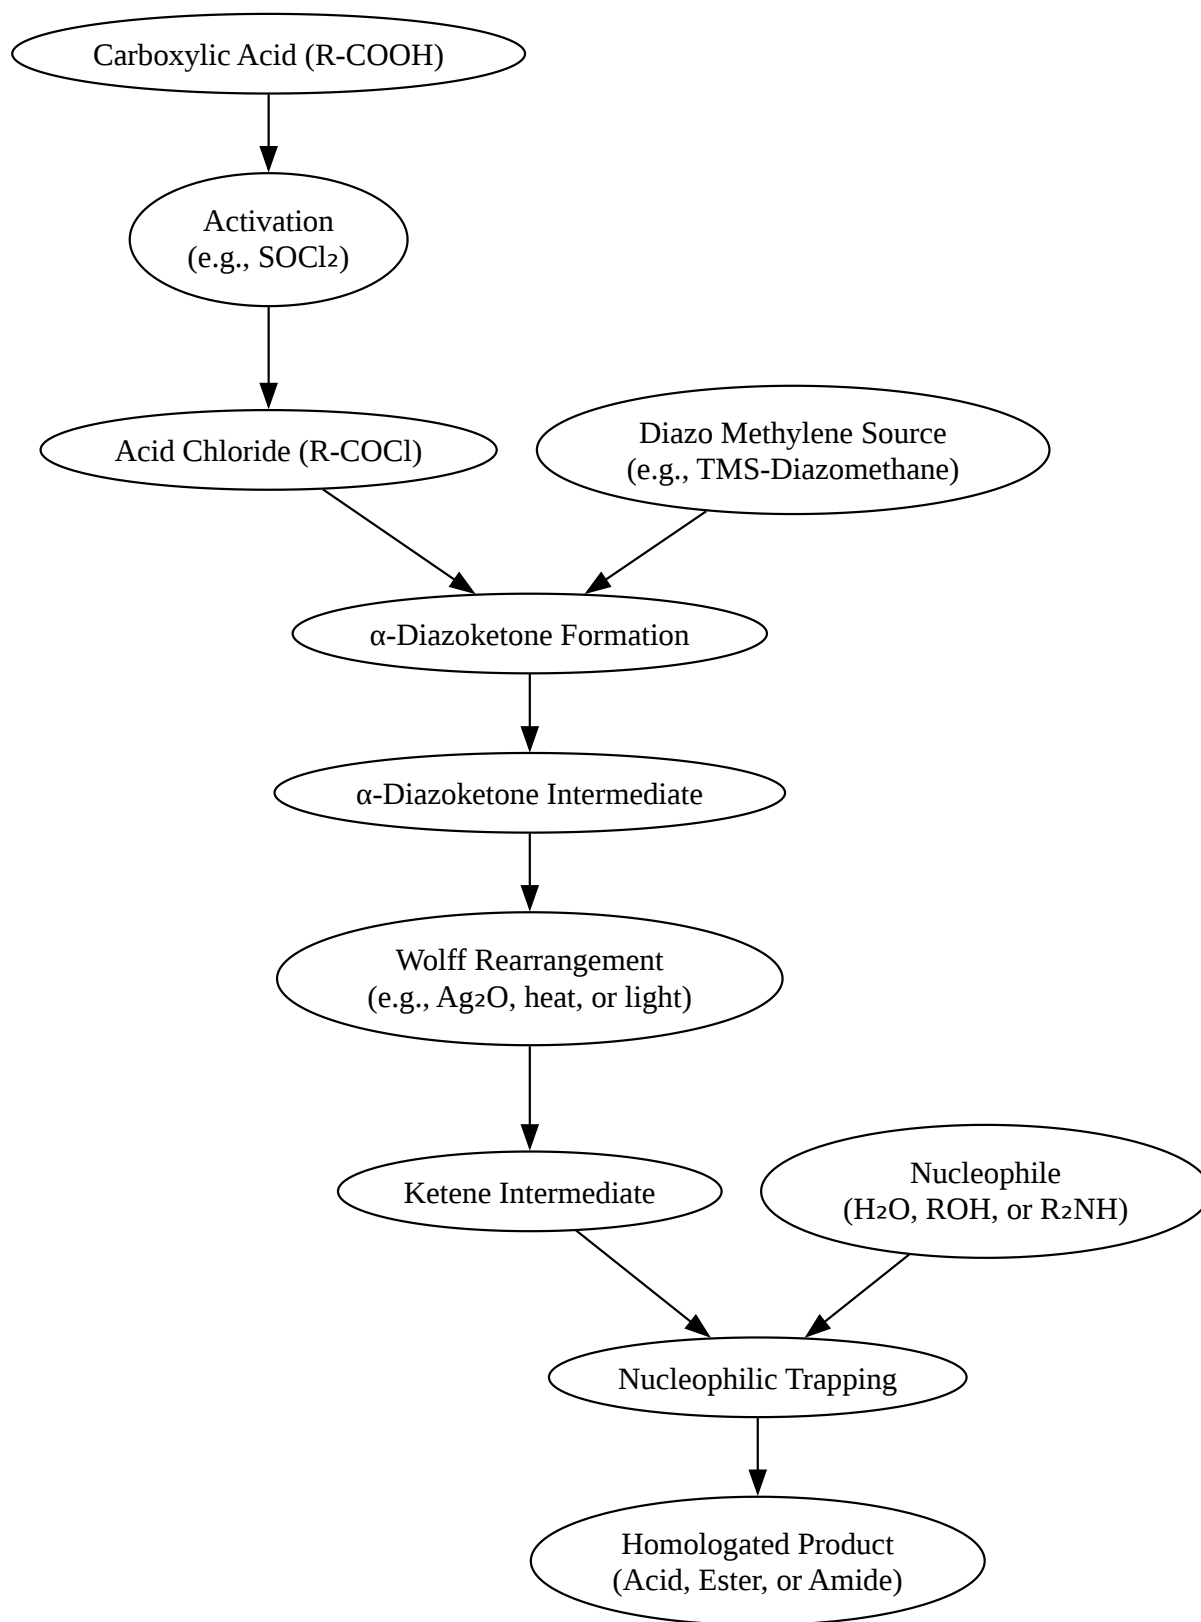 Carboxylic Acid (R-COOH)
Activation
(e.g., SOCl₂)
Acid Chloride (R-COCl)
Diazo Methylene Source
(e.g., TMS-Diazomethane)
α-Diazoketone Formation
α-Diazoketone Intermediate
Wolff Rearrangement
(e.g., Ag₂O, heat, or light)
Ketene Intermediate
Nucleophile
(H₂O, ROH, or R₂NH)
Nucleophilic Trapping
Homologated Product
(Acid, Ester, or Amide)